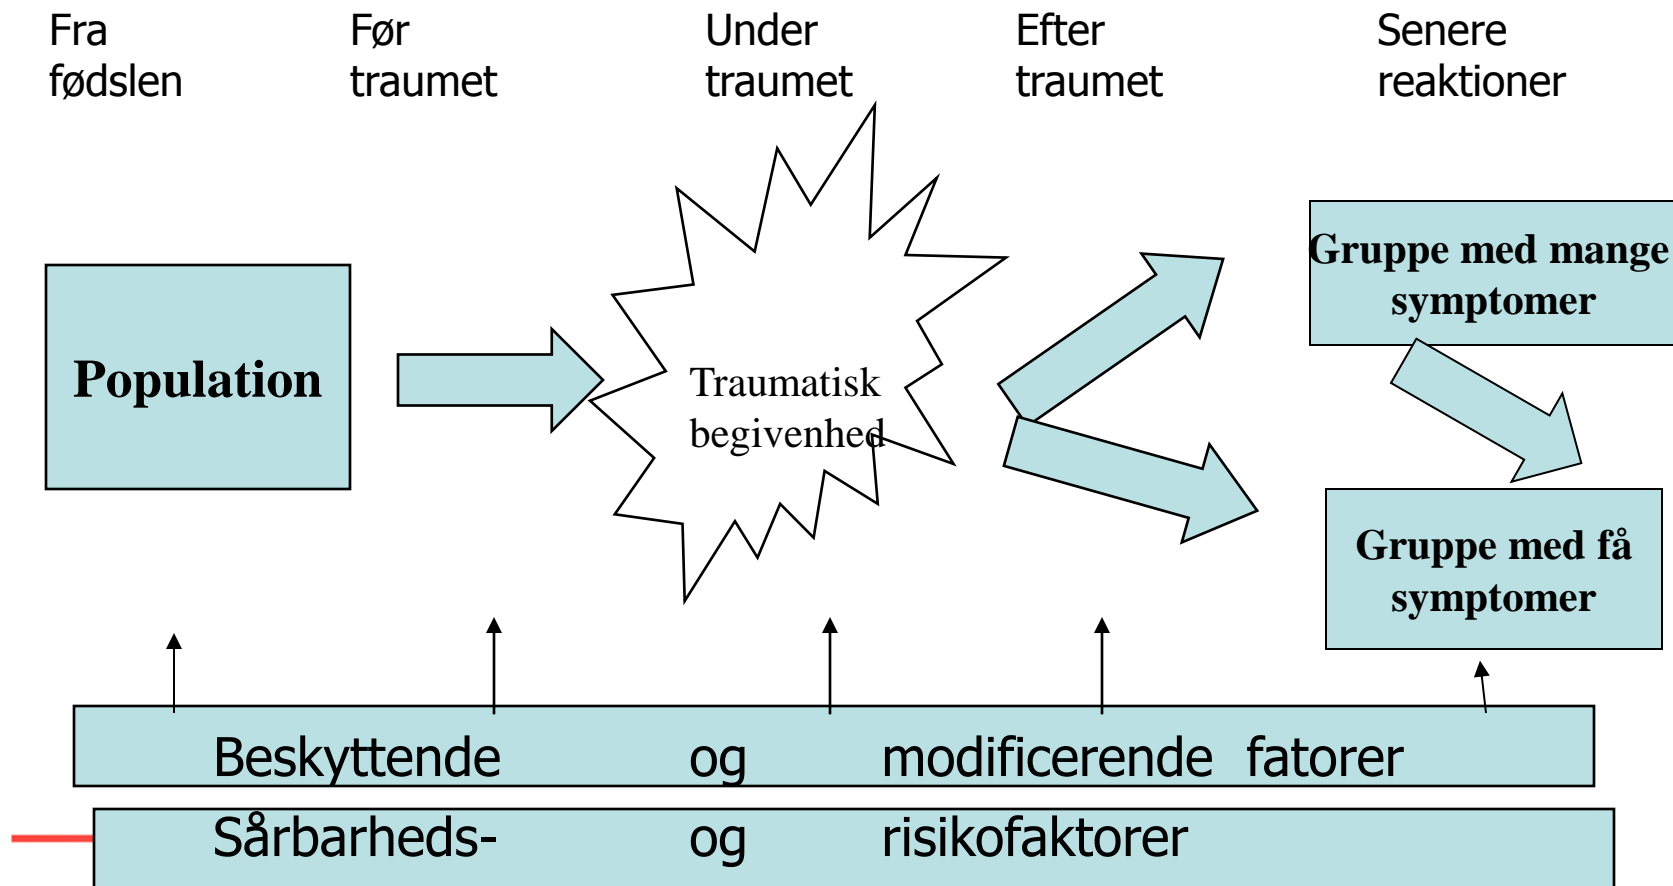 Fra
fødslen
Før
traumet
Under
traumet
Efter
traumet
Senere
reaktioner
Population
Traumatisk
begivenhed
Gruppe med mange
symptomer
Gruppe med få
symptomer
Beskyttende og modificerende fatorer
Sårbarheds- og risikofaktorer